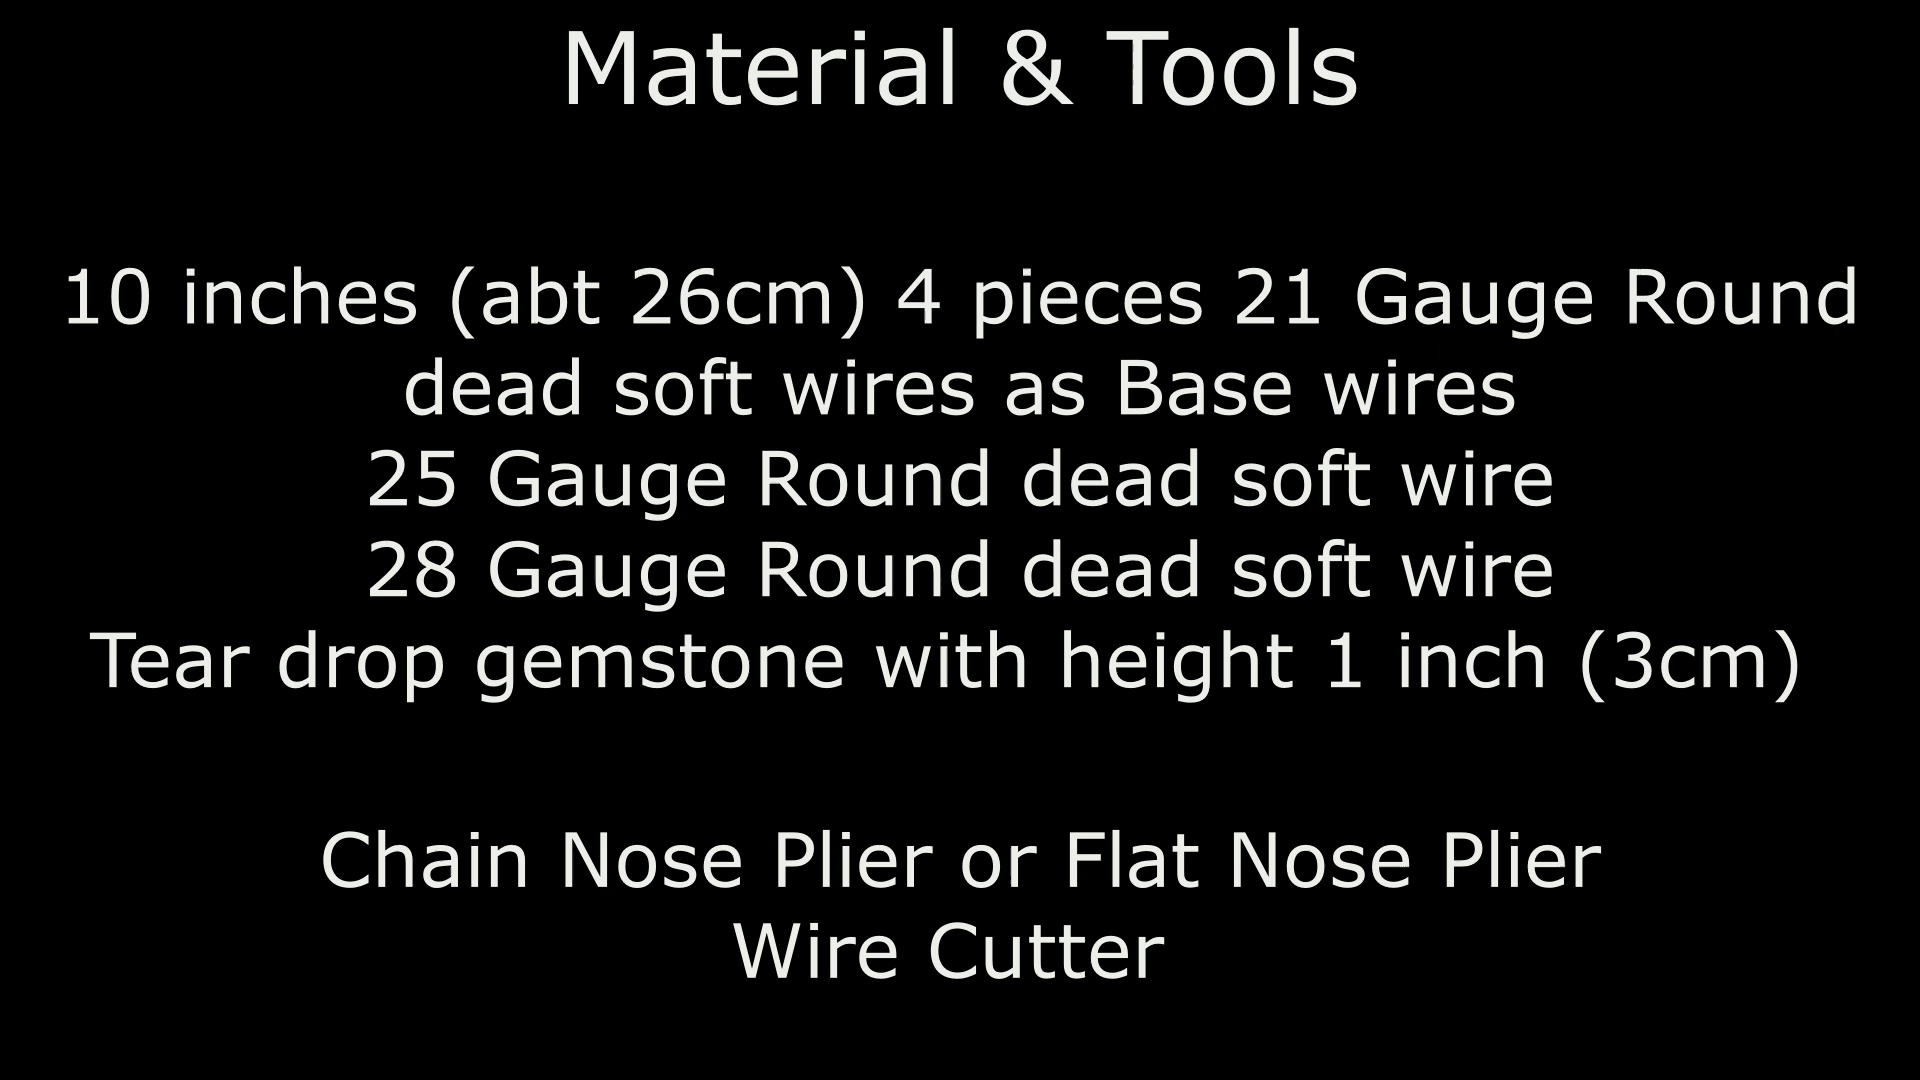 Material & Tools
10 inches (abt 26cm) 4 pieces 21 Gauge Round
dead soft wires as Base wires
25 Gauge Round dead soft wire
28 Gauge Round dead soft wire
Tear drop gemstone with height 1 inch (3cm)
Chain Nose Plier or Flat Nose Plier
Wire Cutter